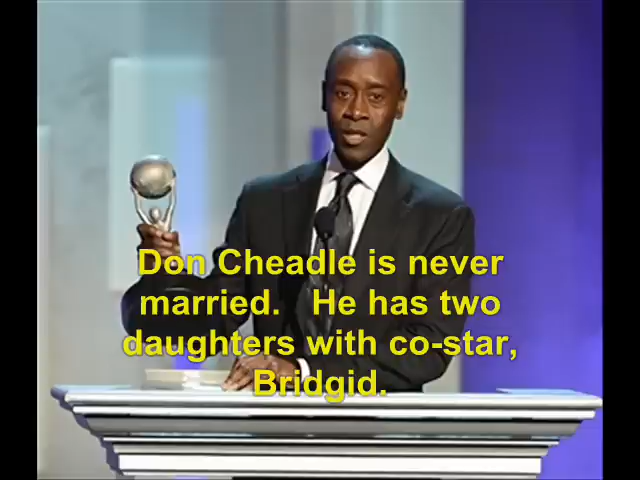 Don Cheadle is never
married. He has two
daughters with co-star,
Bridgid.